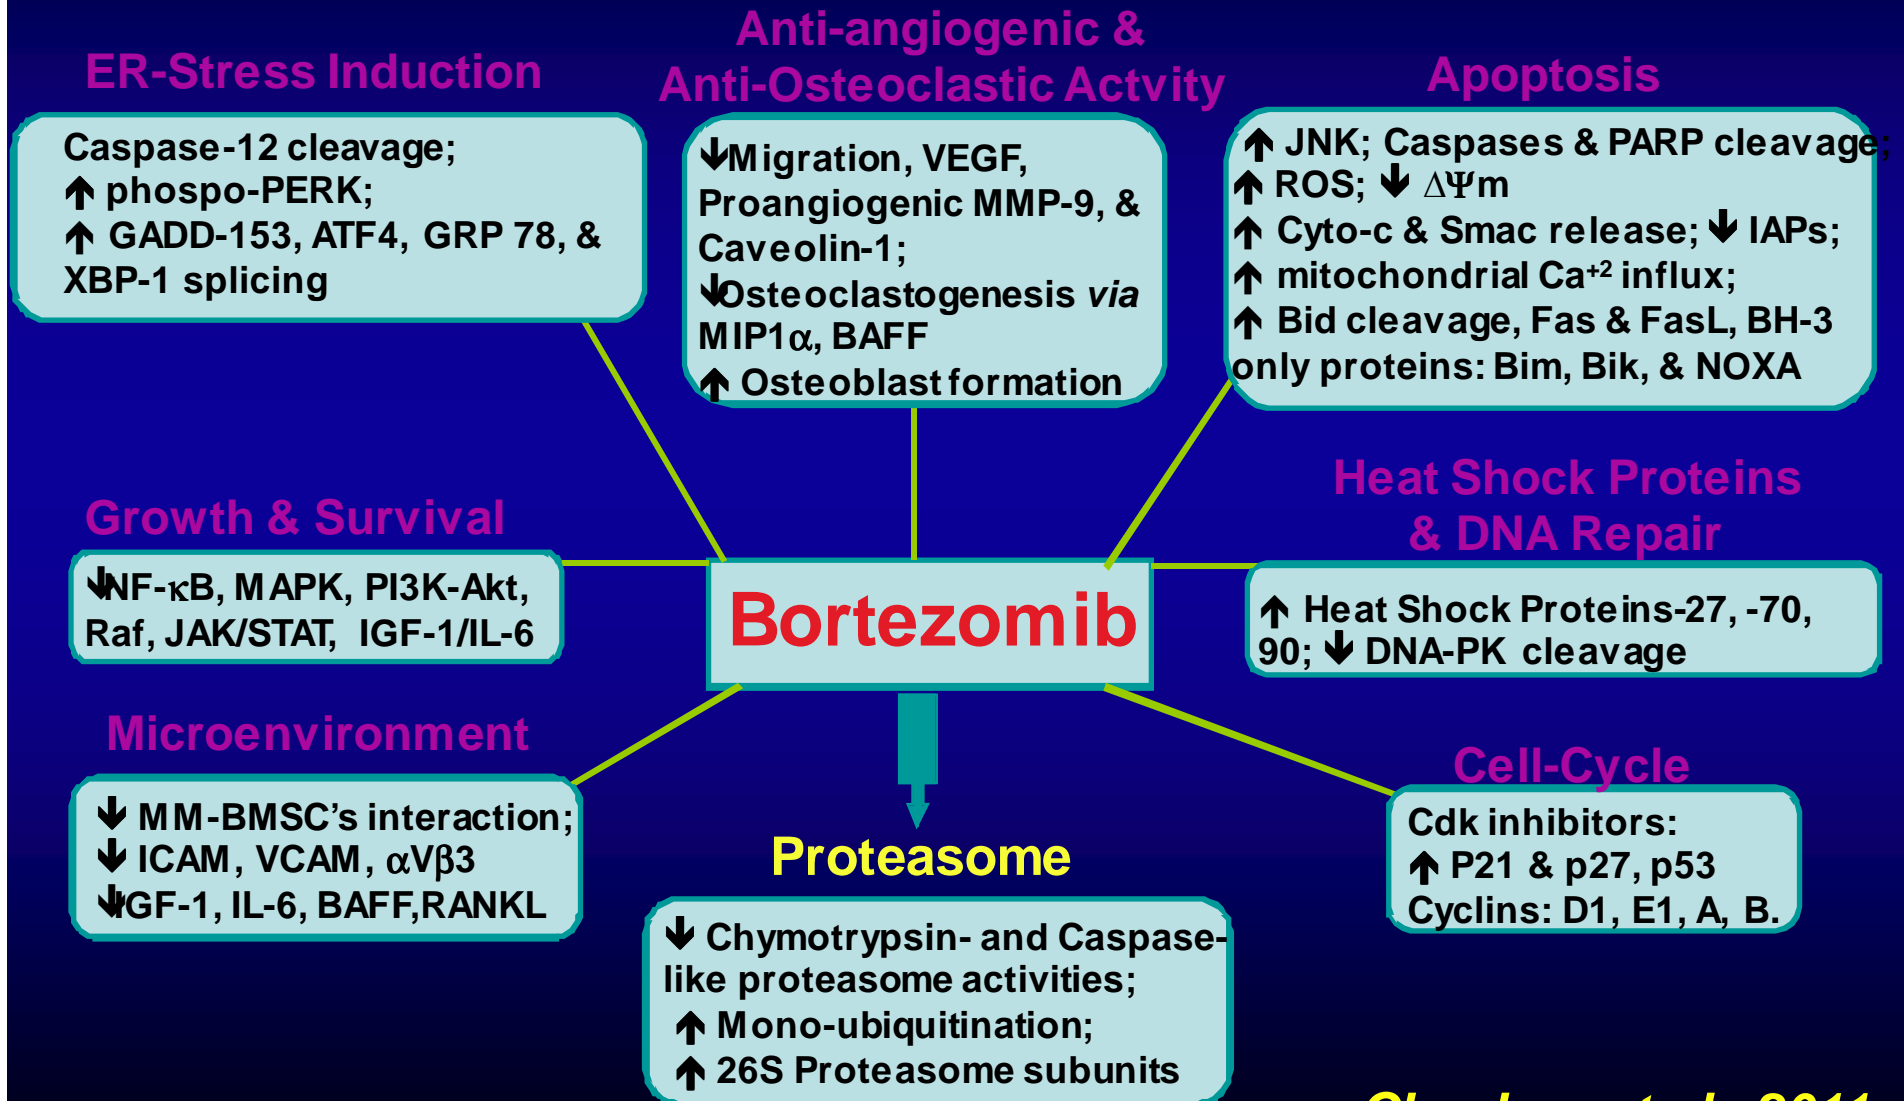 ER-Stress Induction
Caspase-12 cleavage;
↑ phospo-PERK;
↑ GADD-153, ATF4, GRP 78, &
XBP-1 splicing
Anti-angiogenic &
Anti-Osteoclastic Actvity
↓Migration, VEGF,
Proangiogenic MMP-9, &
Caveolin-1;
↓Osteoclastogenesis via
MIP1α, BAFF
↑ Osteoblast formation
Apoptosis
↑ JNK; Caspases & PARP cleavage;
↑ ROS; ↓ ΔΨm
↑ Cyto-c & Smac release; ↓ IAPs;
↑ mitochondrial Ca⁺² influx;
↑ Bid cleavage, Fas & FasL, BH-3
only proteins: Bim, Bik, & NOXA
Growth & Survival
↓NF-κB, MAPK, PI3K-Akt,
Raf, JAK/STAT, IGF-1/IL-6
Bortezomib
Heat Shock Proteins
& DNA Repair
↑ Heat Shock Proteins-27, -70,
90; ↓ DNA-PK cleavage
Microenvironment
↓ MM-BMSC's interaction;
↓ ICAM, VCAM, αVβ3
↓IGF-1, IL-6, BAFF,RANKL
Proteasome
↓ Chymotrypsin- and Caspase-
like proteasome activities;
↑ Mono-ubiquitination;
↑ 26S Proteasome subunits
Cell-Cycle
Cdk inhibitors:
↑ P21 & p27, p53
Cyclins: D1, E1, A, B.
2011